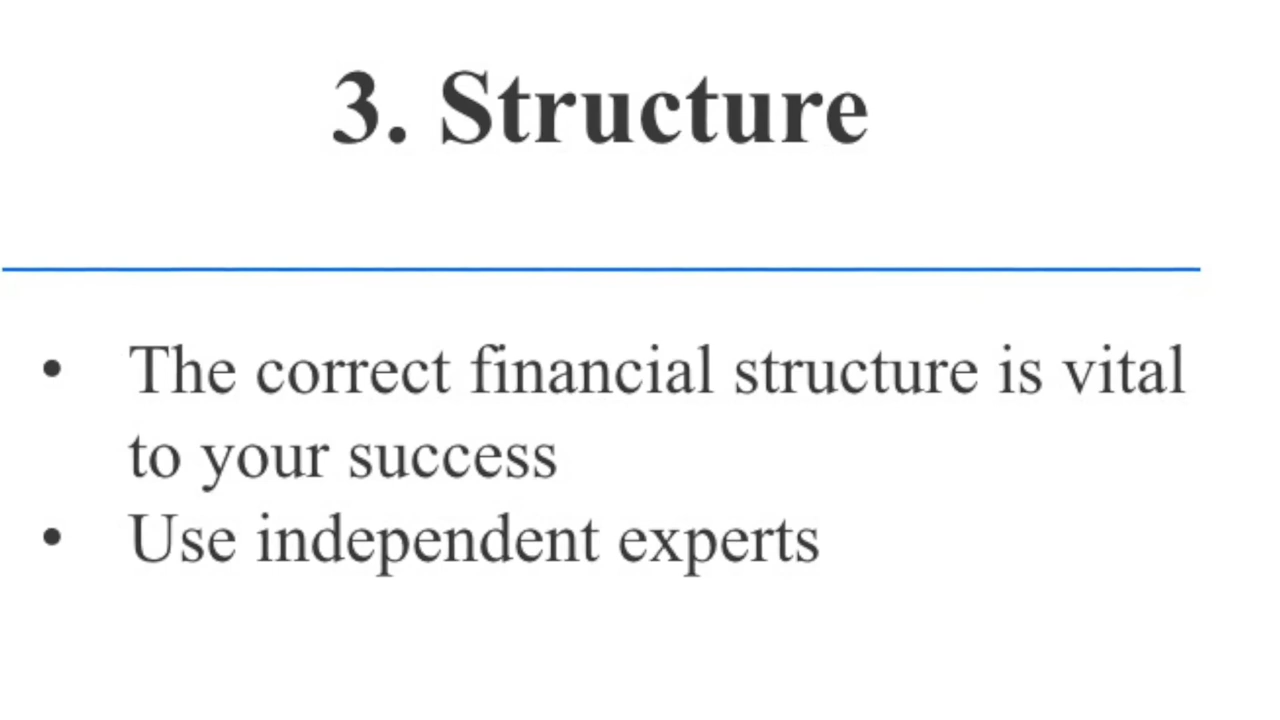 3. Structure
• The correct financial structure is vital
to your success
• Use independent experts